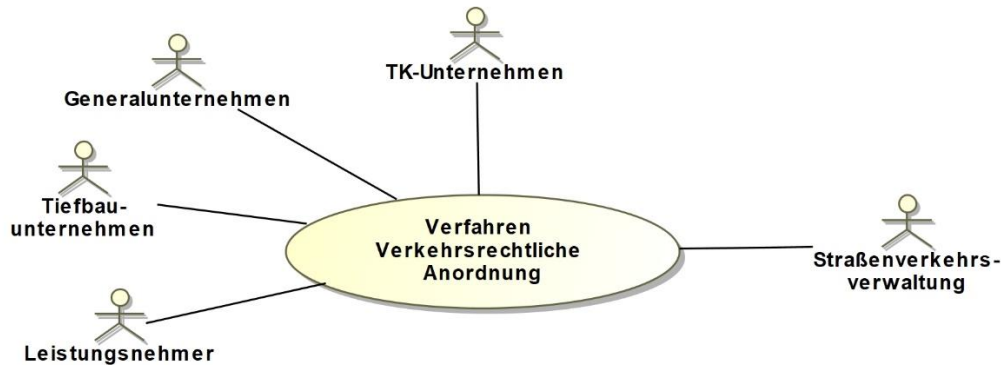 TK-Unternehmen
Generalunternehmen
Tiefbau-
unternehmen
Verfahren
Verkehrsrechtliche
Anordnung
Straßenverkehrs-
verwaltung
Leistungsnehmer